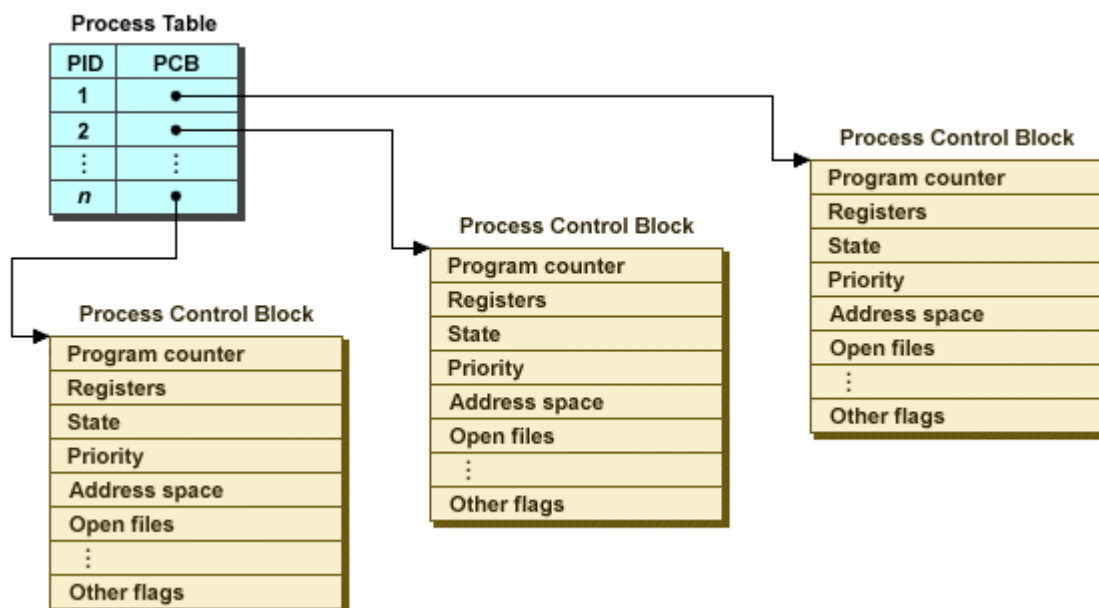 Process Table
PID PCB
1
2
⋮ ⋮
n
Process Control Block
Program counter
Registers
State
Priority
Address space
Open files
⋮
Other flags
Process Control Block
Program counter
Registers
State
Priority
Address space
Open files
⋮
Other flags
Process Control Block
Program counter
Registers
State
Priority
Address space
Open files
⋮
Other flags